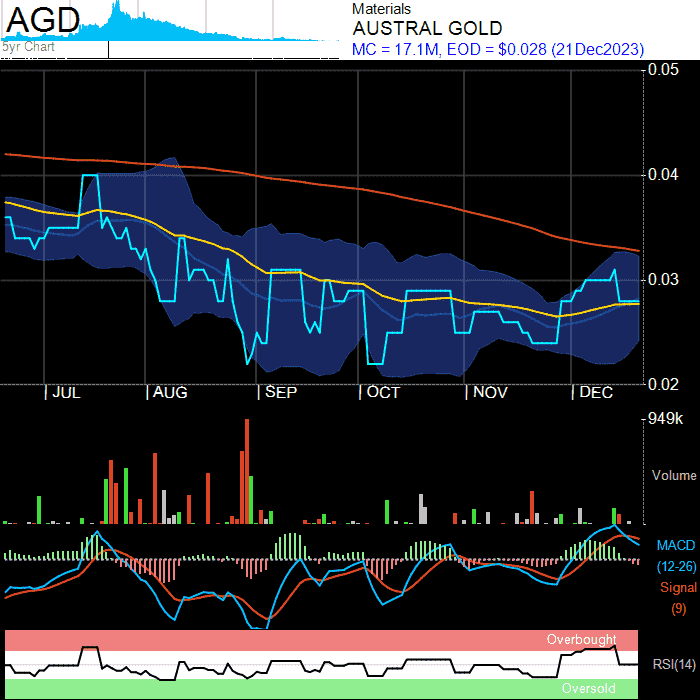 AGD
5yr Chart
Materials
AUSTRAL GOLD
MC = 17.1M, EOD = $0.028 (21Dec2023)
0.05
0.04
0.03
0.02
JUL AUG SEP OCT NOV DEC
949k
Volume
MACD
(12-26)
Signal
(9)
Overbought
RSI(14)
Oversold